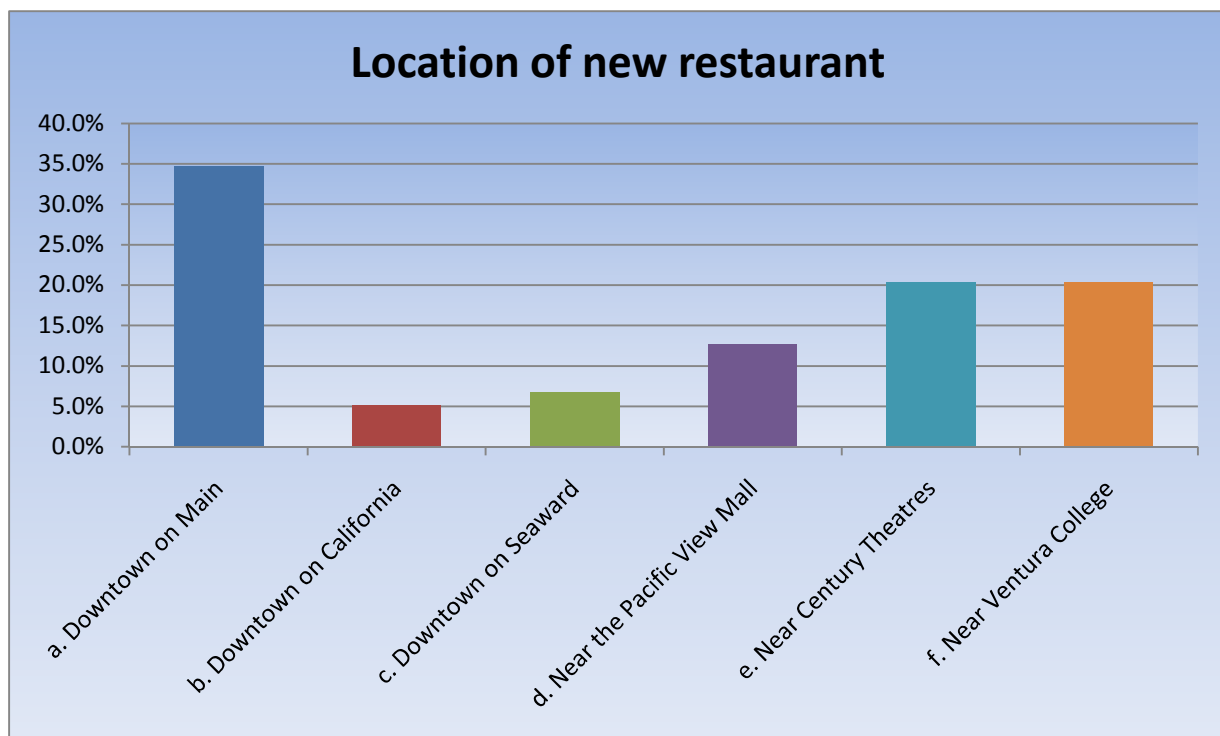 Location of new restaurant
40.0%
35.0%
30.0%
25.0%
20.0%
15.0%
10.0%
5.0%
0.0%
a. Downtown on Main
b. Downtown on California
c. Downtown on Seaward
d. Near the Pacific View Mall
e. Near Century Theatres
f. Near Ventura College